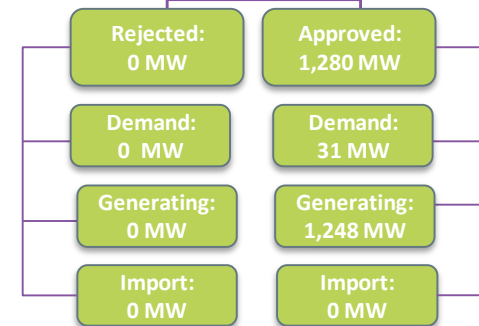 Rejected:
0 MW
Approved:
1,280 MW
Demand:
0 MW
Demand:
31 MW
Generating:
0 MW
Generating:
1,248 MW
Import:
0 MW
Import:
0 MW